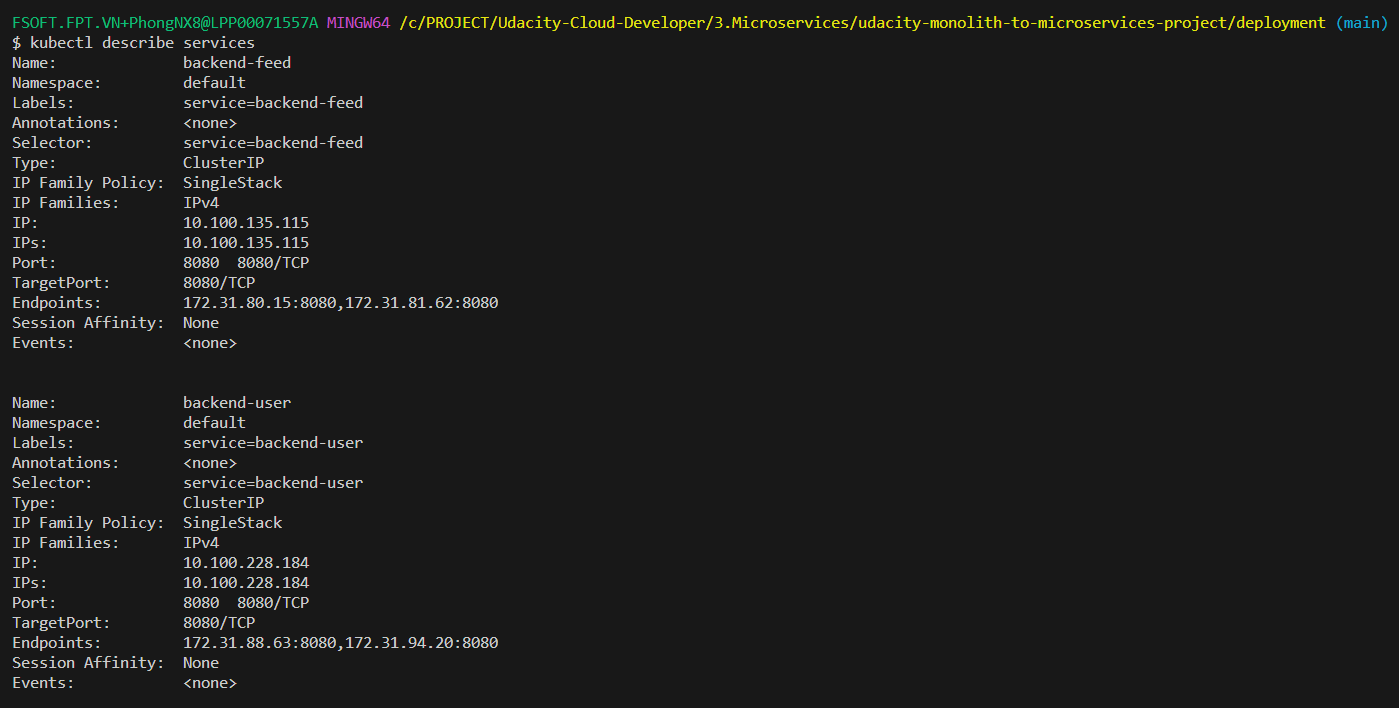 FSOFT.FPT.VN+PhongNX8@LPP00071557A MINGW64 /c/PROJECT/Udacity-Cloud-Developer/3.Microservices/udacity-monolith-to-microservices-project/deployment (main)
$ kubectl describe services
Name:              backend-feed
Namespace:         default
Labels:            service=backend-feed
Annotations:       <none>
Selector:          service=backend-feed
Type:              ClusterIP
IP Family Policy:  SingleStack
IP Families:       IPv4
IP:                10.100.135.115
IPs:               10.100.135.115
Port:              8080  8080/TCP
TargetPort:        8080/TCP
Endpoints:         172.31.80.15:8080,172.31.81.62:8080
Session Affinity:  None
Events:            <none>
Name:              backend-user
Namespace:         default
Labels:            service=backend-user
Annotations:       <none>
Selector:          service=backend-user
Type:              ClusterIP
IP Family Policy:  SingleStack
IP Families:       IPv4
IP:                10.100.228.184
IPs:               10.100.228.184
Port:              8080  8080/TCP
TargetPort:        8080/TCP
Endpoints:         172.31.88.63:8080,172.31.94.20:8080
Session Affinity:  None
Events:            <none>